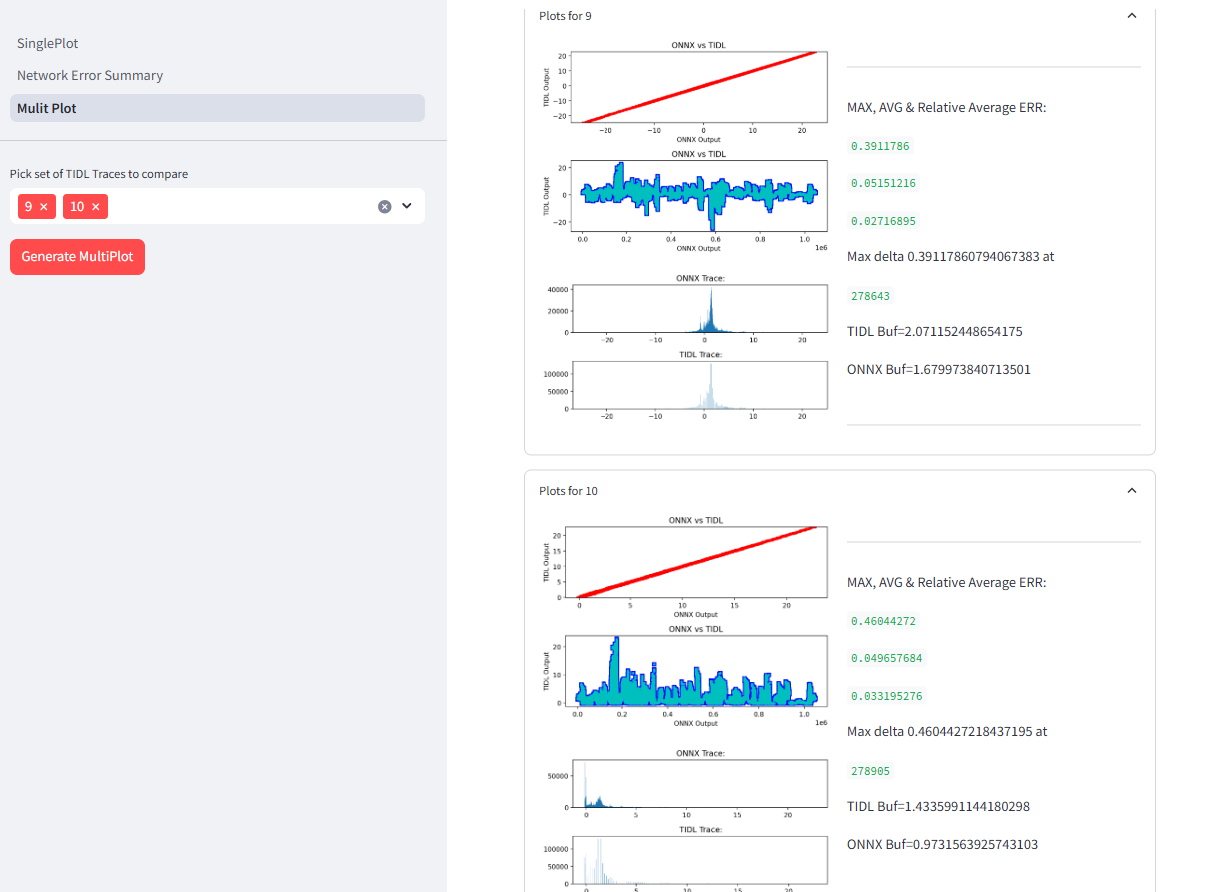 SinglePlot
Network Error Summary
Mulit Plot
Pick set of TIDL Traces to compare
9 ×
10 ×
Generate MultiPlot
Plots for 9
ONNX vs TIDL
TIDL Output
20
10
0
−10
−20
−20 −10 0 10 20
ONNX Output
ONNX vs TIDL
TIDL Output
20
0
−20
0.0 0.2 0.4 0.6 0.8 1.0
1e6
ONNX Output
ONNX Trace:
40000
20000
0
−20 −10 0 10 20
TIDL Trace:
100000
50000
0
−20 −10 0 10 20
MAX, AVG & Relative Average ERR:
0.3911786
0.05151216
0.02716895
Max delta 0.39117860794067383 at
278643
TIDL Buf=2.071152448654175
ONNX Buf=1.679973840713501
Plots for 10
ONNX vs TIDL
TIDL Output
20
15
10
5
0
0 5 10 15 20
ONNX Output
ONNX vs TIDL
TIDL Output
20
10
0
0.0 0.2 0.4 0.6 0.8 1.0
1e6
ONNX Output
ONNX Trace:
50000
0
0 5 10 15 20
TIDL Trace:
100000
50000
0
0 5 10 15 20
MAX, AVG & Relative Average ERR:
0.46044272
0.049657684
0.033195276
Max delta 0.4604427218437195 at
278905
TIDL Buf=1.4335991144180298
ONNX Buf=0.9731563925743103